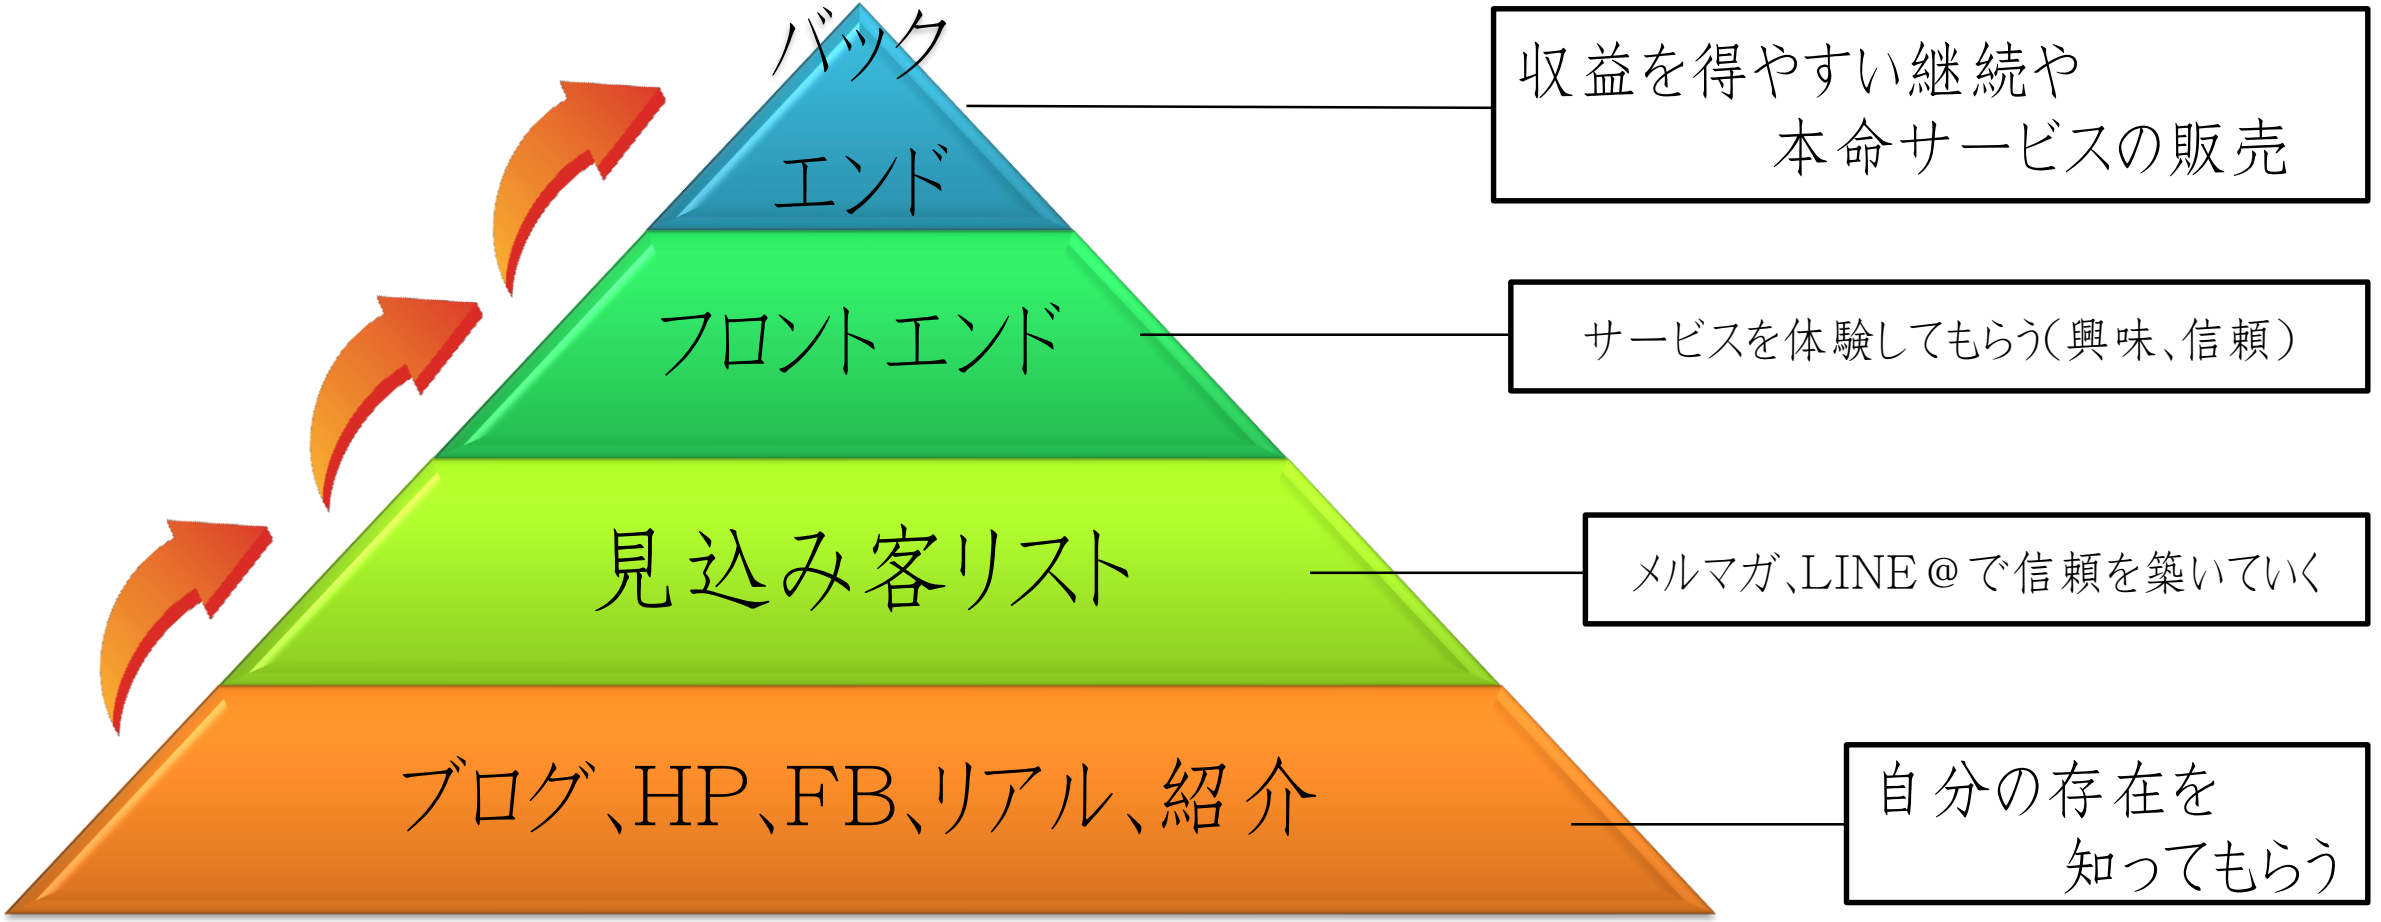 バック
エンド
収益を得やすい継続や
本命サービスの販売
フロントエンド
サービスを体験してもらう(興味、信頼)
見込み客リスト
メルマガ、LINE@で信頼を築いていく
ブログ、HP、FB、リアル、紹介
自分の存在を
知ってもらう